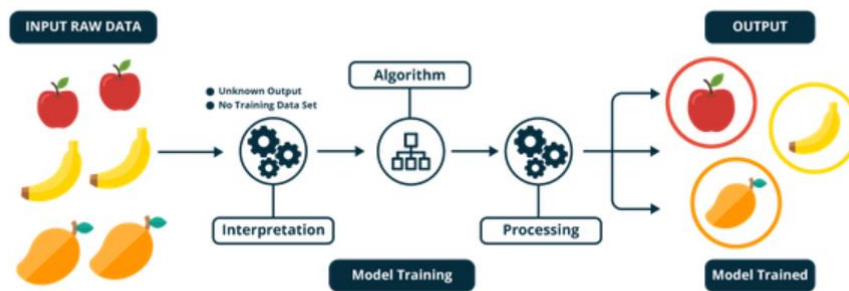 INPUT RAW DATA
OUTPUT
Algorithm
Unknown Output
No Training Data Set
Interpretation
Processing
Model Training
Model Trained